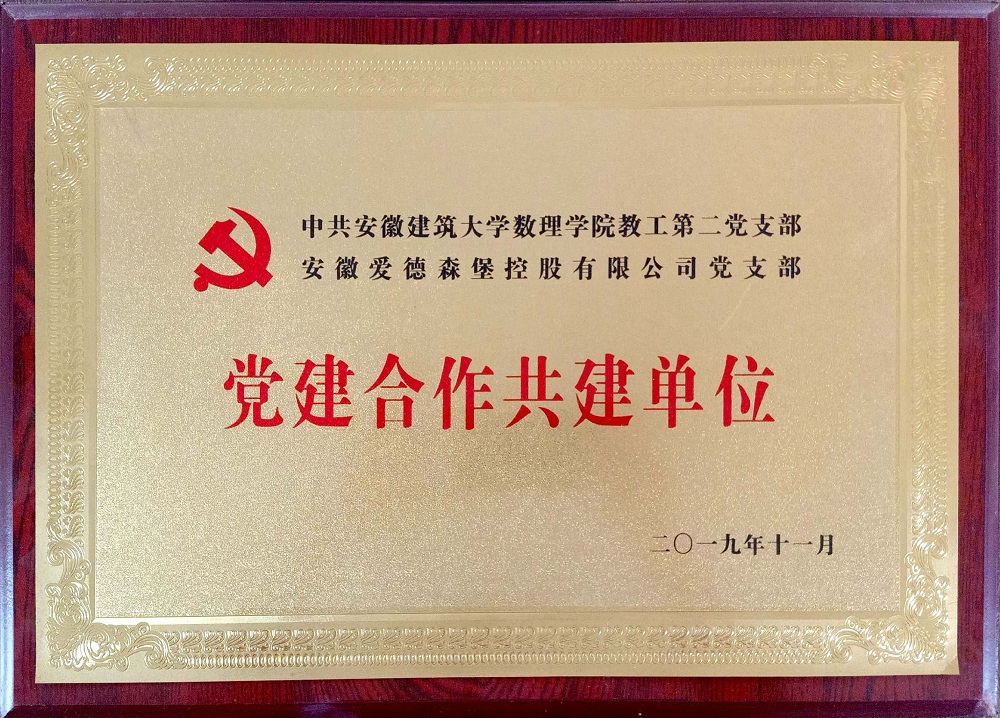 中共安徽建筑大学数理学院教工第二党支部
安徽爱德森堡控股有限公司党支部
党建合作共建单位
二〇一九年十一月